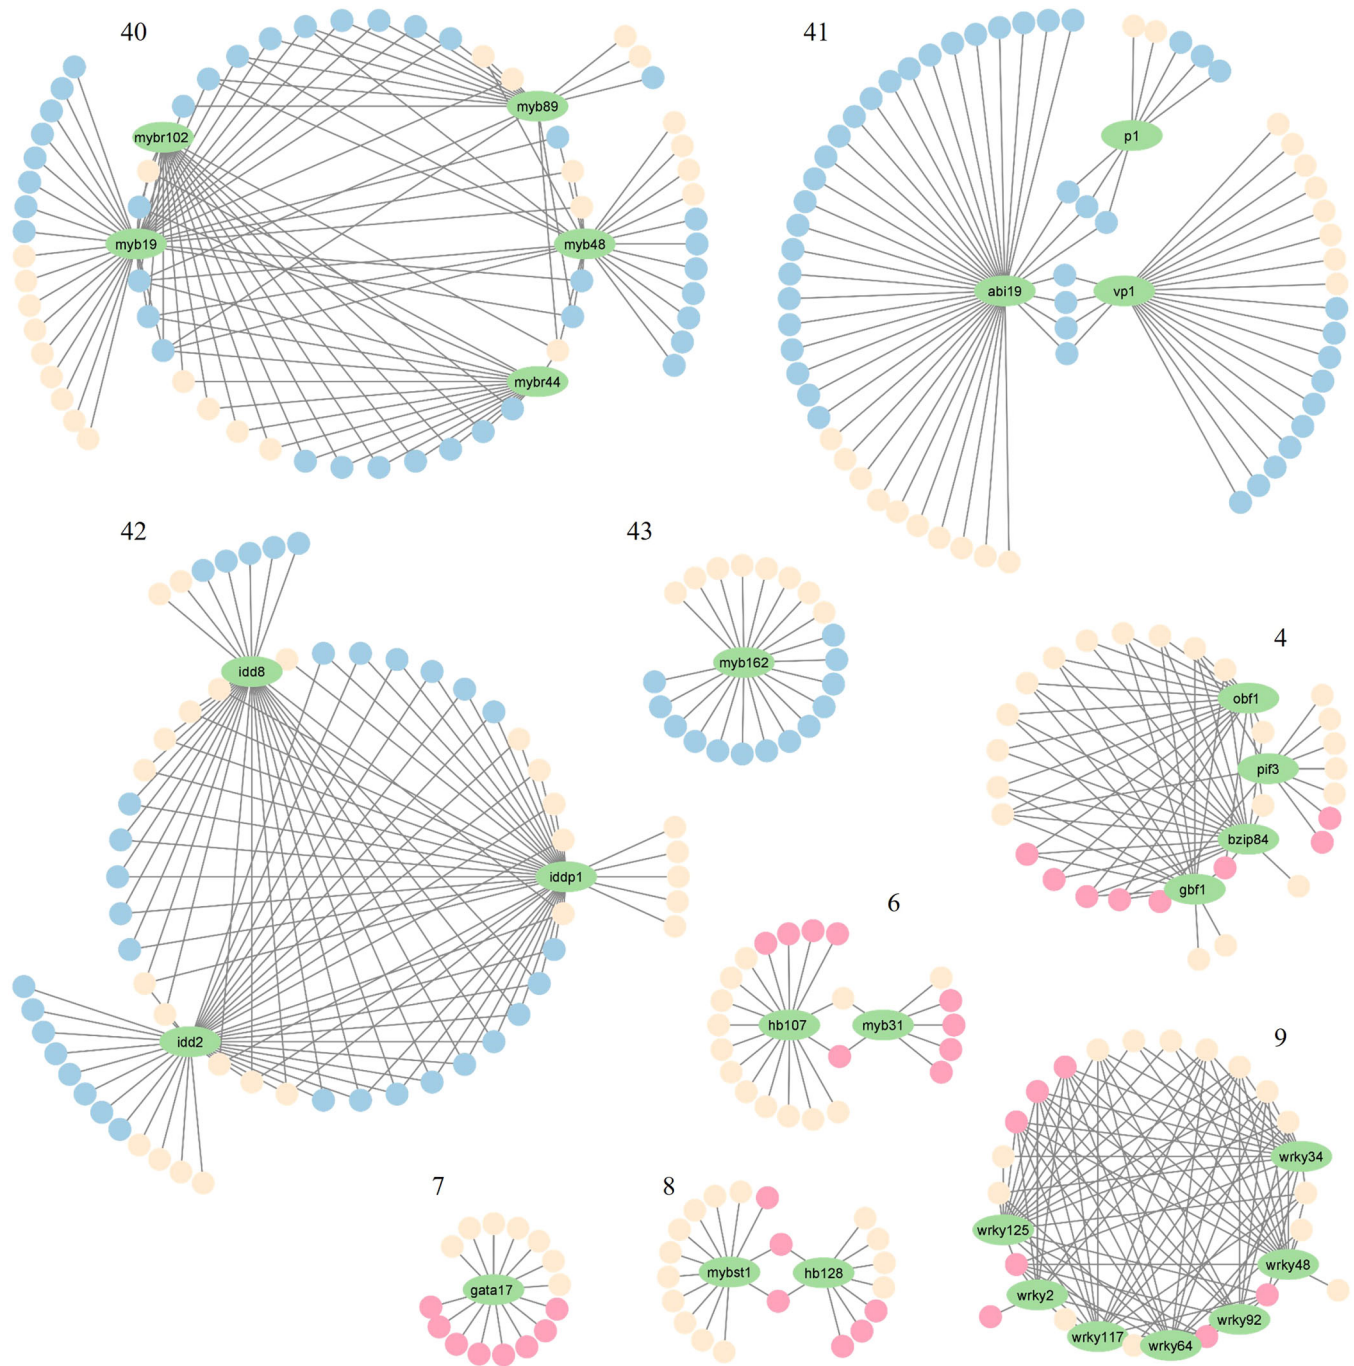 40
41
myb89
mybr102
p1
myb19
myb48
abi19
vp1
mybr44
42
43
4
idd8
myb162
obf1
pif3
bzip84
iddp1
gbf1
6
hb107
myb31
idd2
9
wrky34
7
8
wrky125
mybst1
hb128
wrky48
gata17
wrky2
wrky92
wrky117
wrky64